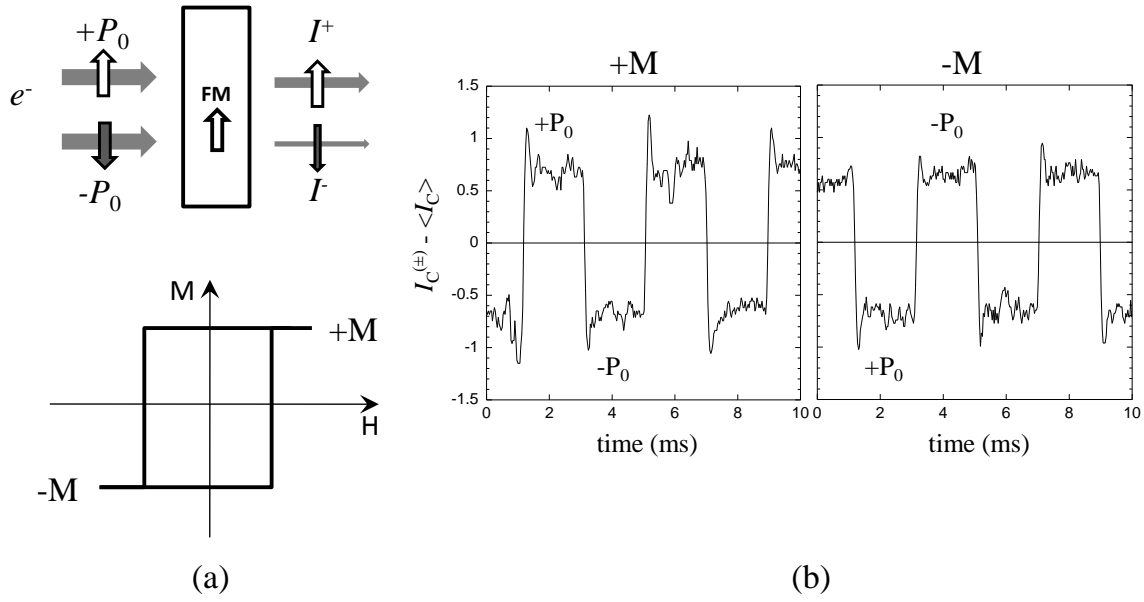 +P0
I+
e-
FM
-P0
I-
M
+M
H
-M
(a)
+M
-M
IC(±) - <IC>
1.5
1
0.5
0
-0.5
-1
-1.5
+P0
-P0
0 2 4 6 8 10
time (ms)
-P0
+P0
0 2 4 6 8 10
time (ms)
(b)